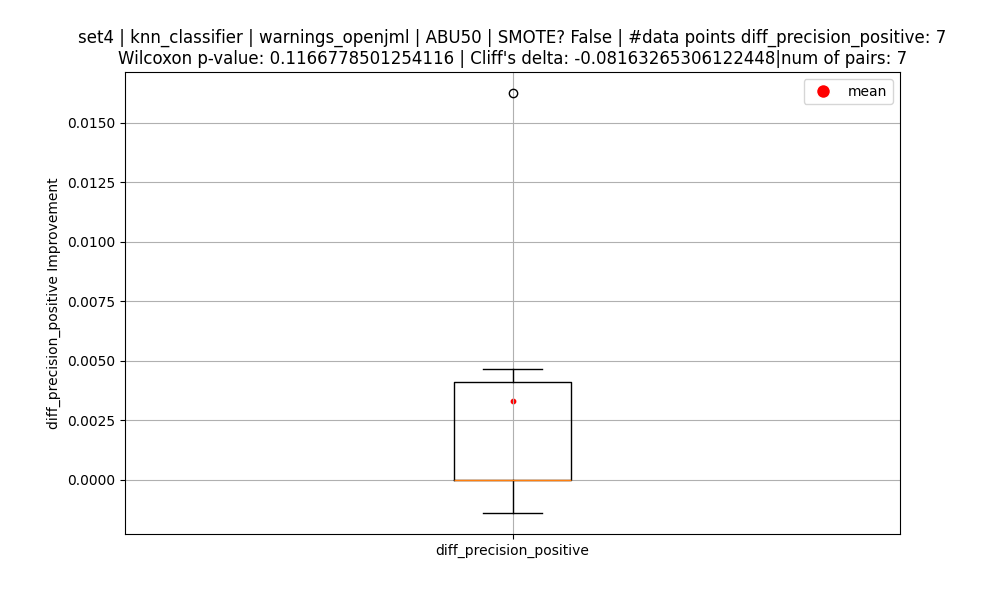 set4 | knn_classifier | warnings_openjml | ABU50 | SMOTE? False | #data points diff_precision_positive: 7
Wilcoxon p-value: 0.1166778501254116 | Cliff's delta: -0.08163265306122448|num of pairs: 7
mean
0.0150
0.0125
0.0100
0.0075
0.0050
0.0025
0.0000
diff_precision_positive Improvement
diff_precision_positive